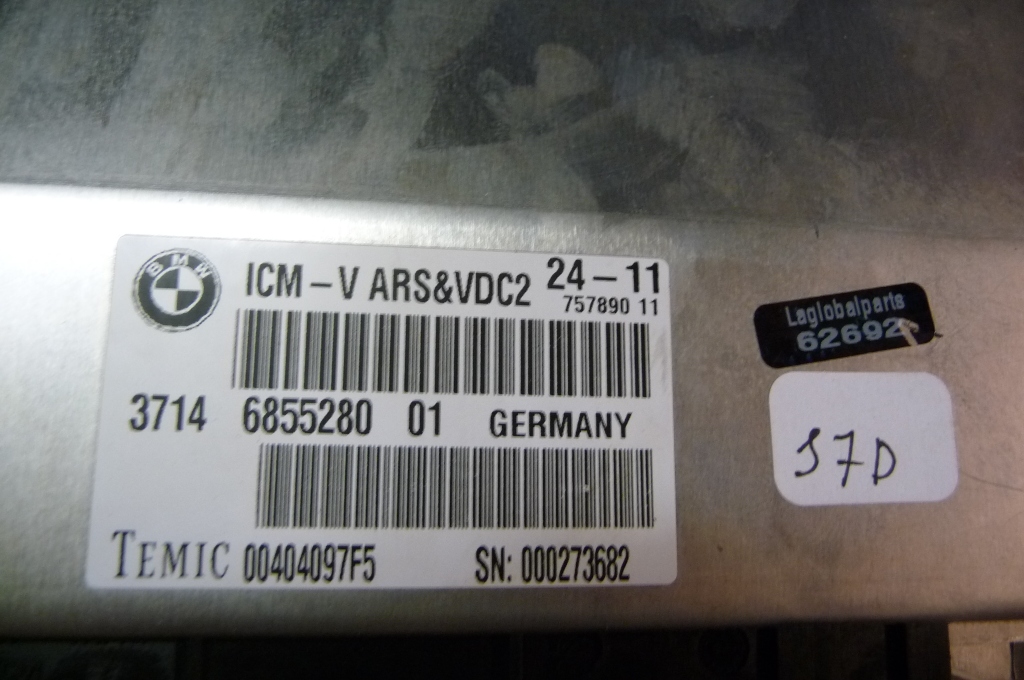 BMW
ICM – V ARS&VDC2 24 – 11
757890 11
3714 6855280 01 GERMANY
TEMIC 00404097F5 SN: 000273682
Laglobalparts
62692
S7D